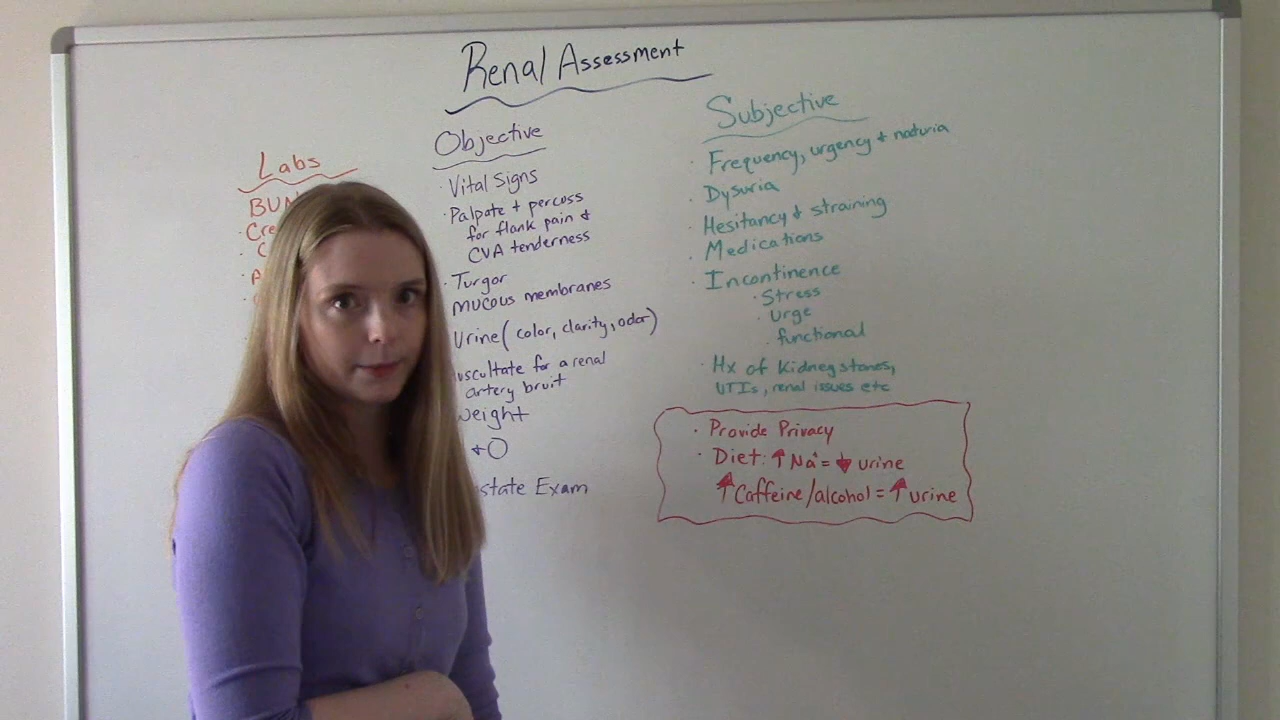 Renal Assessment
Labs
BUN
Cre
Objective
· Vital Signs
· Palpate + percuss
for flank pain &
CVA tenderness
· Turgor
mucous membranes
Urine (color, clarity, odor)
uscultate for a renal
artery bruit
weight
+O
state Exam
Subjective
· Frequency, urgency & nocturia
· Dysuria
· Hesitancy & straining
· Medications
· Incontinence
· Stress
· urge
· functional
· Hx of kidney stones,
UTIs, renal issues etc
· Provide Privacy
· Diet: ↑ Na⁺ = ↓ urine
↑ Caffeine/alcohol = ↑ urine